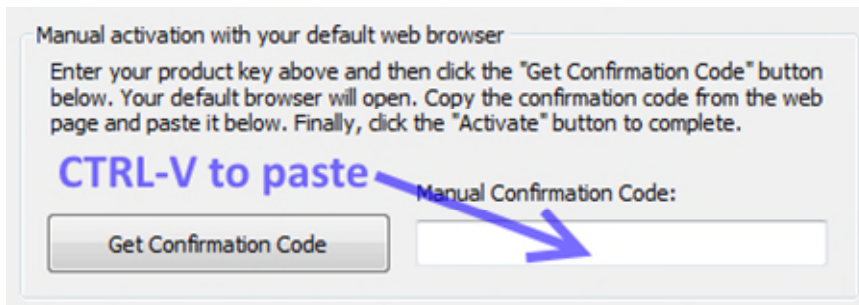 Manual activation with your default web browser
Enter your product key above and then click the "Get Confirmation Code" button
below. Your default browser will open. Copy the confirmation code from the web
page and paste it below. Finally, click the "Activate" button to complete.
CTRL-V to paste
Manual Confirmation Code:
Get Confirmation Code